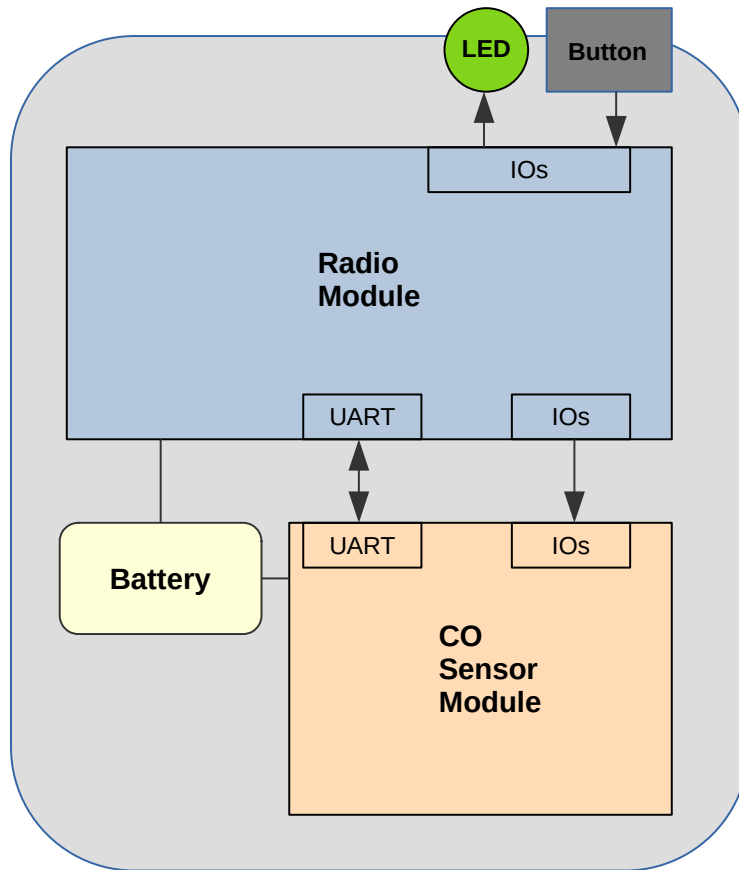 LED
Button
IOs
Radio
Module
UART
IOs
UART
IOs
Battery
CO
Sensor
Module